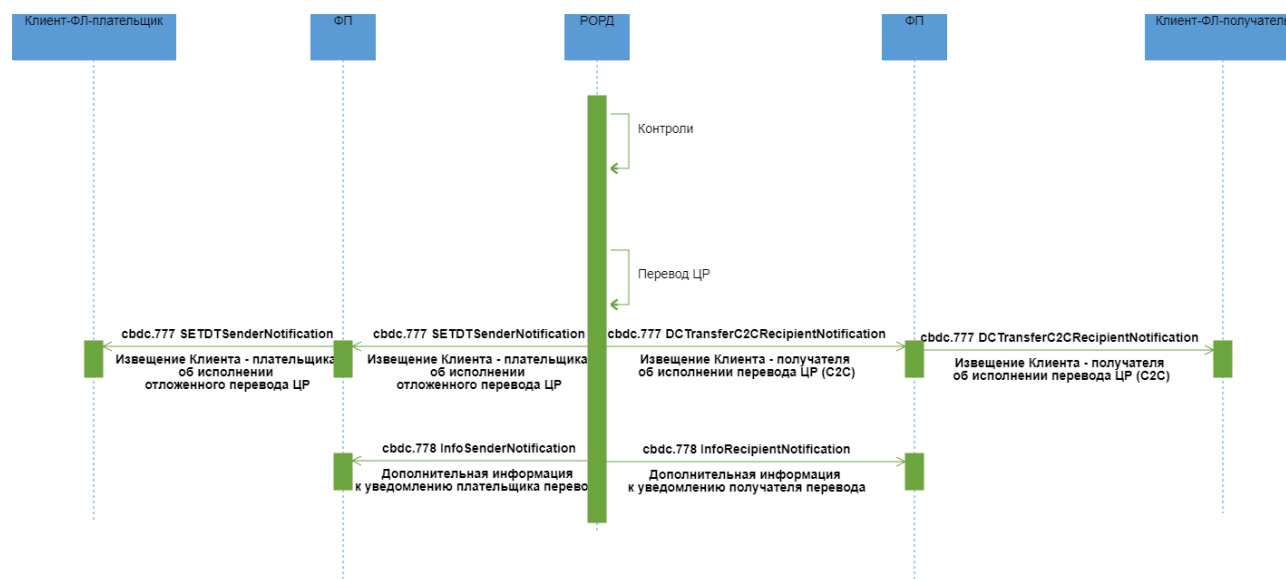 Клиент-ФЛ-плательщик
ФП
РОРД
ФП
Клиент-ФЛ-получатель
Контроли
Перевод ЦР
cbdc.777 SETDTSenderNotification
Извещение Клиента - плательщика
об исполнении
отложенного перевода ЦР
cbdc.777 SETDTSenderNotification
Извещение Клиента - плательщика
об исполнении
отложенного перевода ЦР
cbdc.777 DCTransferC2CRecipientNotification
Извещение Клиента - получателя
об исполнении перевода ЦР (C2C)
cbdc.777 DCTransferC2CRecipientNotification
Извещение Клиента - получателя
об исполнении перевода ЦР (C2C)
cbdc.778 InfoSenderNotification
Дополнительная информация
к уведомлению плательщика перево
cbdc.778 InfoRecipientNotification
Дополнительная информация
к уведомлению получателя перевода